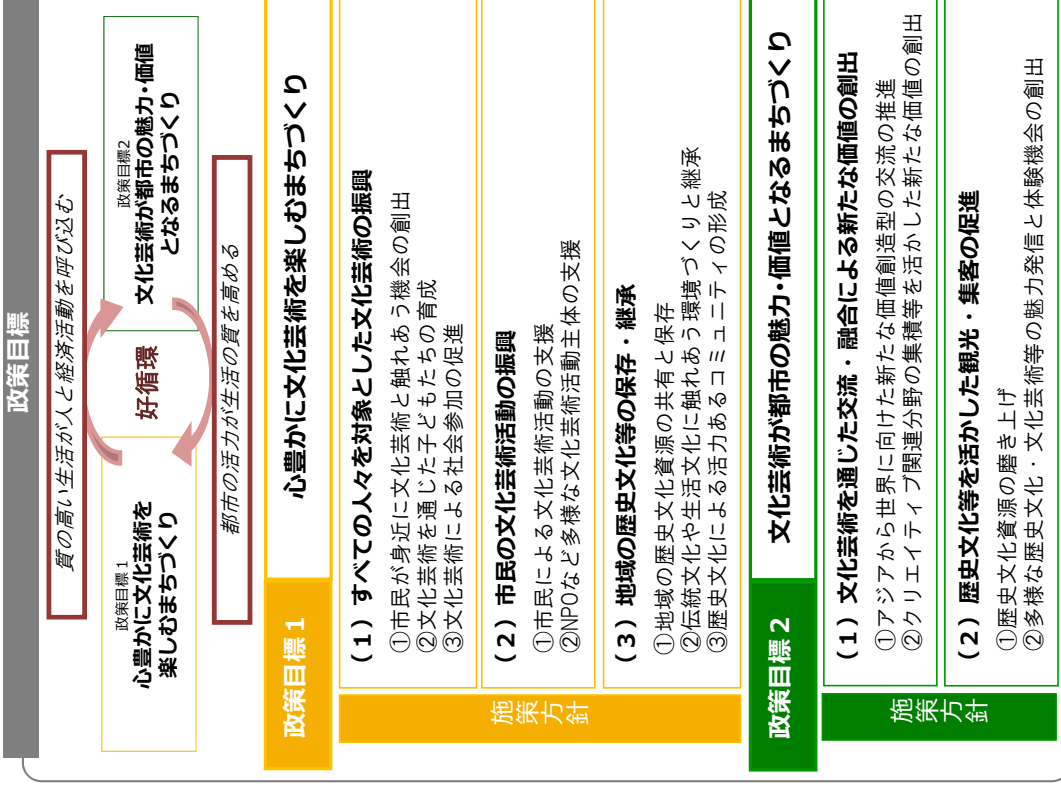 政策目標
質の高い生活が人と経済活動を呼び込む
政策目標１
心豊かに文化芸術を
楽しむまちづくり
好循環
政策目標2
文化芸術が都市の魅力・価値
となるまちづくり
都市の活力が生活の質を高める
政策目標１
心豊かに文化芸術を楽しむまちづくり
施策方針
（１）すべての人々を対象とした文化芸術の振興
①市民が身近に文化芸術と触れあう機会の創出
②文化芸術を通じた子どもたちの育成
③文化芸術による社会参加の促進
（２）市民の文化芸術活動の振興
①市民による文化芸術活動の支援
②NPOなど多様な文化芸術活動主体の支援
（３）地域の歴史文化等の保存・継承
①地域の歴史文化資源の共有と保存
②伝統文化や生活文化に触れあう環境づくりと継承
③歴史文化による活力あるコミュニティの形成
政策目標２
文化芸術が都市の魅力・価値となるまちづくり
施策方針
（１）文化芸術を通じた交流・融合による新たな価値の創出
①アジアから世界に向けた新たな価値創造型の交流の推進
②クリエイティブ関連分野の集積等を活かした新たな価値の創出
（２）歴史文化等を活かした観光・集客の促進
①歴史文化資源の磨き上げ
②多様な歴史文化・文化芸術等の魅力発信と体験機会の創出